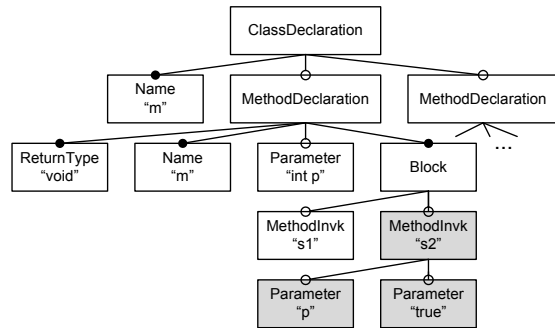 ClassDeclaration
Name
“m”
MethodDeclaration
MethodDeclaration
...
ReturnType
“void”
Name
“m”
Parameter
“int p”
Block
MethodInvk
“s1”
MethodInvk
“s2”
Parameter
“p”
Parameter
“true”